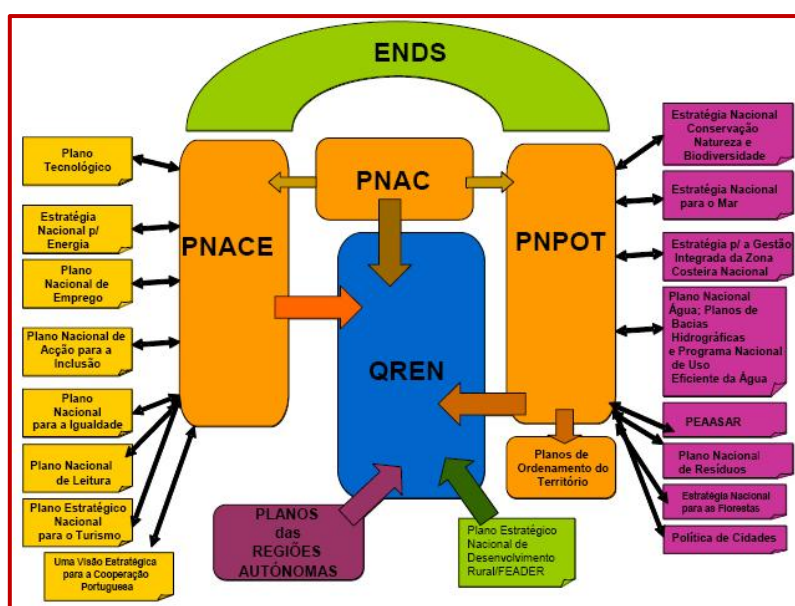 ENDS
Plano
Tecnológico
Estratégia
Nacional p/
Energia
Plano
Nacional de
Emprego
Plano Nacional de
Acção para a
Inclusão
Plano
Nacional
para a Igualdade
Plano Nacional
de Leitura
Plano Estratégico
Nacional
para o Turismo
Uma Visão Estratégica
para a Cooperação
Portuguesa
PNACE
PNAC
QREN
PLANOS
das
REGIÕES
AUTÓNOMAS
Plano Estratégico
Nacional de
Desenvolvimento
Rural/FEADER
PNPOT
Planos de
Ordenamento do
Território
Estratégia Nacional
Conservação
Natureza e
Biodiversidade
Estratégia Nacional
para o Mar
Estratégia p/ a Gestão
Integrada da Zona
Costeira Nacional
Plano Nacional
Água; Planos de
Bacias
Hidrográficas
e Programa Nacional
de Uso
Eficiente da Água
PEAASAR
Plano Nacional
de Resíduos
Estratégia Nacional
para as Florestas
Política de Cidades